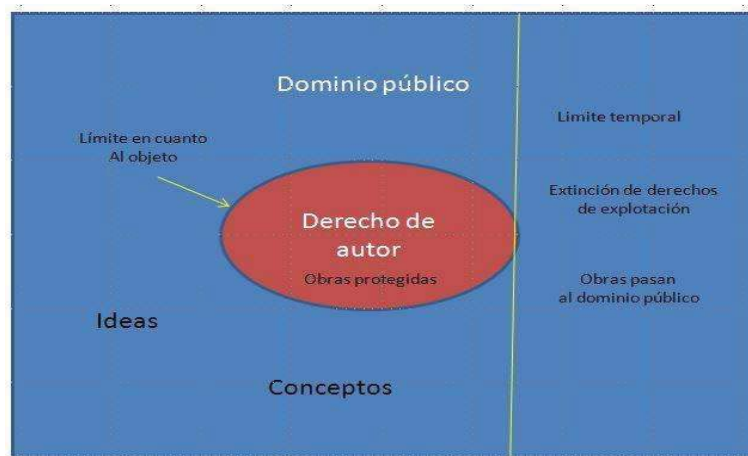 Dominio público
Límite en cuanto
Al objeto
Derecho de
autor
Obras protegidas
Ideas
Conceptos
Limite temporal
Extinción de derechos
de explotación
Obras pasan
al dominio público